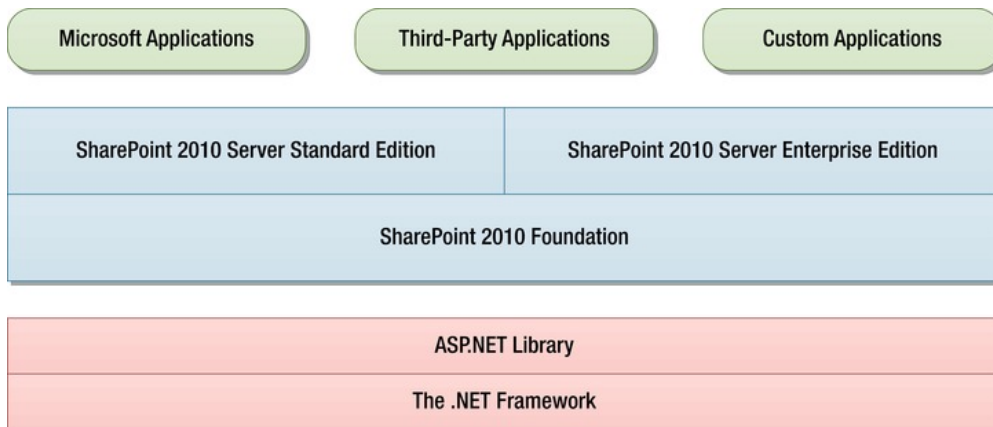 Microsoft Applications
Third-Party Applications
Custom Applications
SharePoint 2010 Server Standard Edition
SharePoint 2010 Server Enterprise Edition
SharePoint 2010 Foundation
ASP.NET Library
The .NET Framework